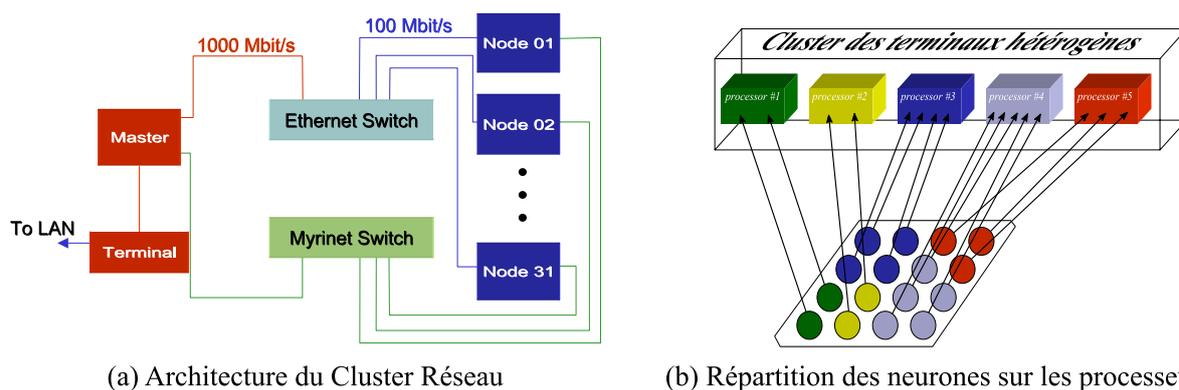 1000 Mbit/s
100 Mbit/s
Node 01
Master
Ethernet Switch
Node 02
To LAN
Terminal
Myrinet Switch
Node 31
(a) Architecture du Cluster Réseau
Cluster des terminaux hétérogènes
processor #1
processor #2
processor #3
processor #4
processor #5
(b) Répartition des neurones sur les